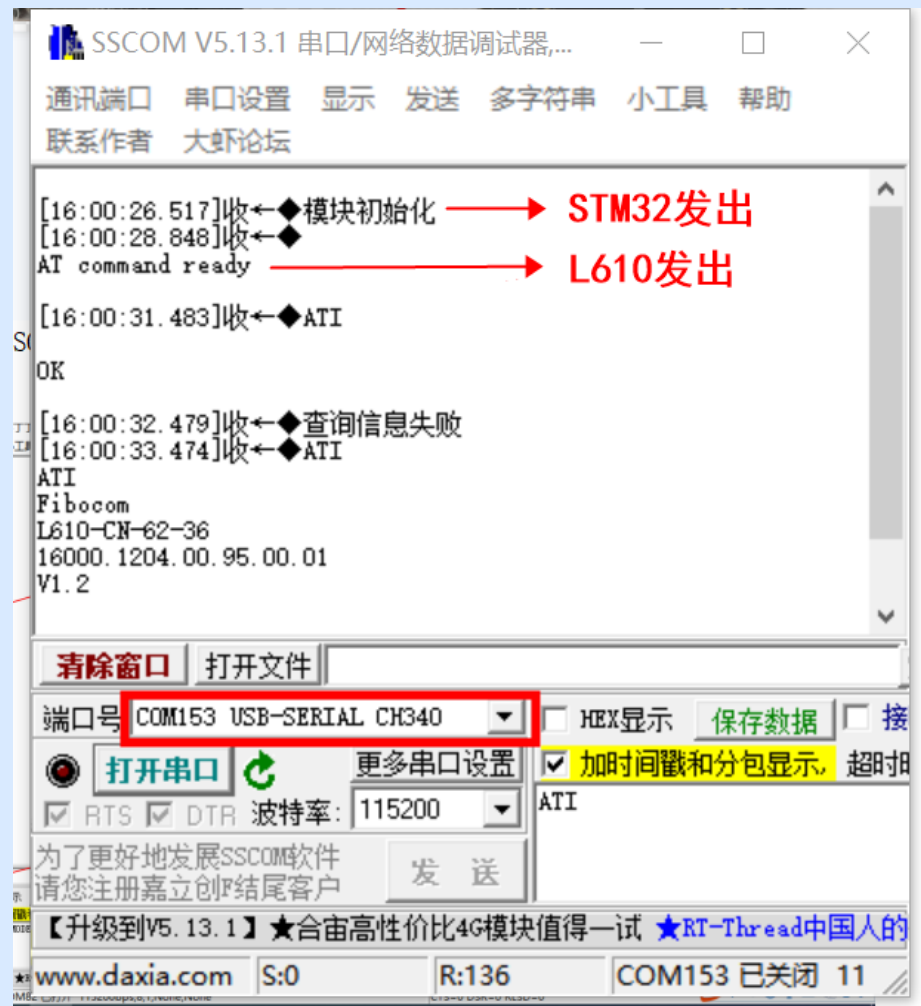 SSCOM V5.13.1 串口/网络数据调试器,...
通讯端口 串口设置 显示 发送 多字符串 小工具 帮助
联系作者 大虾论坛
[16:00:26.517]收←◆模块初始化 STM32发出
[16:00:28.848]收←◆
AT command ready L610发出
[16:00:31.483]收←◆ATI
OK
[16:00:32.479]收←◆查询信息失败
[16:00:33.474]收←◆ATI
ATI
Fibocom
L610-CN-62-36
16000.1204.00.95.00.01
V1.2
清除窗口 打开文件
端口号 COM153 USB-SERIAL CH340 HEX显示 保存数据 接
打开串口 更多串口设置 加时间戳和分包显示, 超时
RTS DTR 波特率: 115200 ATI
为了更好地发展SSCOM软件
请您注册嘉立创F结尾客户 发 送
【升级到V5.13.1】★合宙高性价比4G模块值得一试 ★RT-Thread中国人的
www.daxia.com S:0 R:136 COM153 已关闭 11